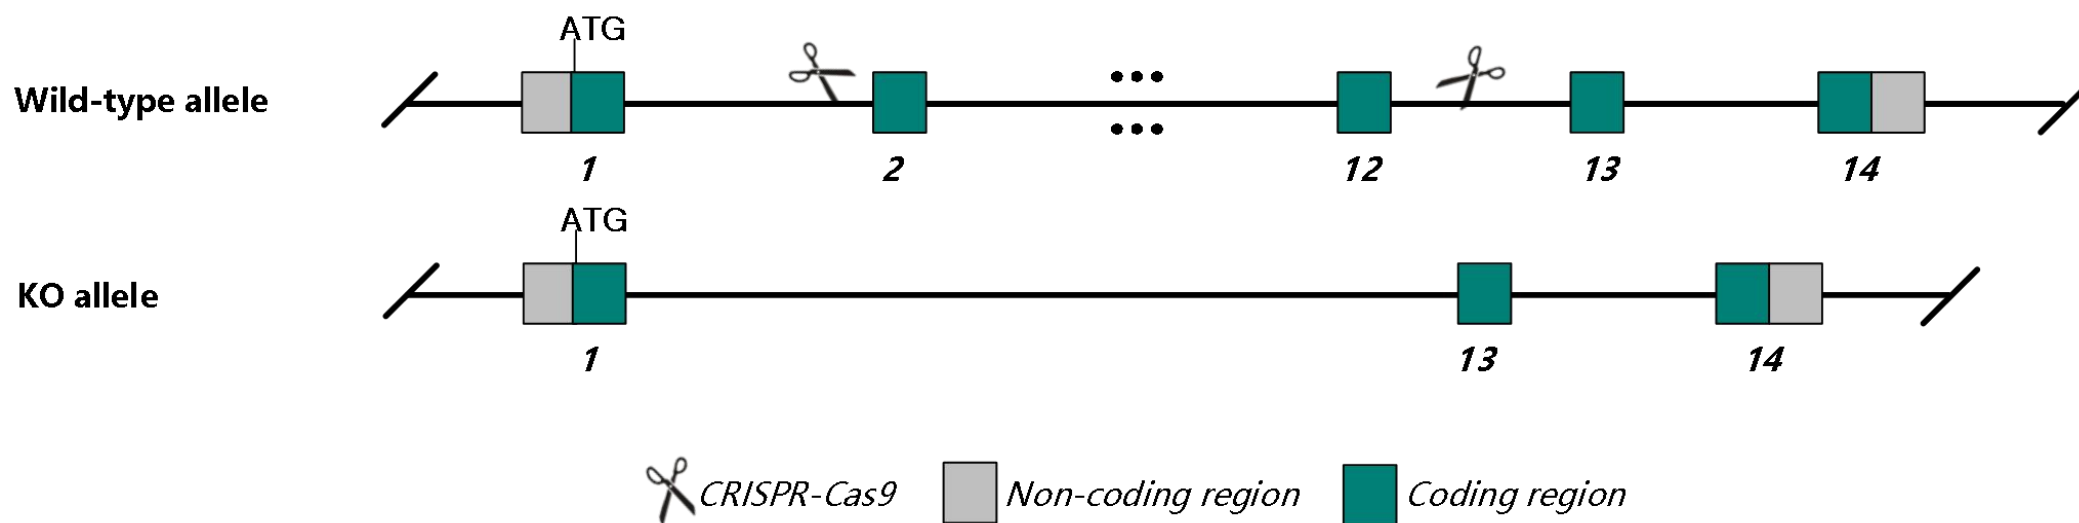 ATG
Wild-type allele
1 2 12 13 14
ATG
KO allele
1 13 14
CRISPR-Cas9 Non-coding region Coding region